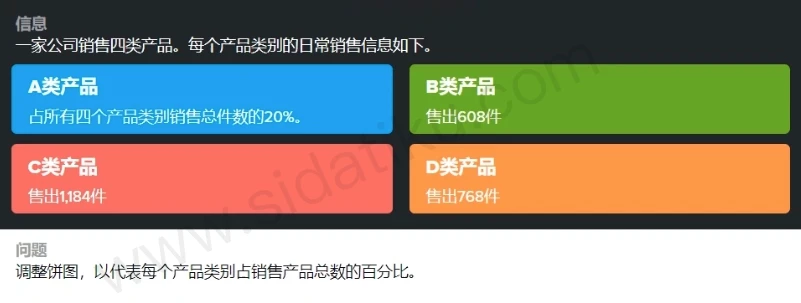 信息
一家公司销售四类产品。每个产品类别的日常销售信息如下。
A类产品
占所有四个产品类别销售总件数的20%。
B类产品
售出608件
C类产品
售出1,184件
D类产品
售出768件
问题
调整饼图，以代表每个产品类别占销售产品总数的百分比。
www.sidatiku.com